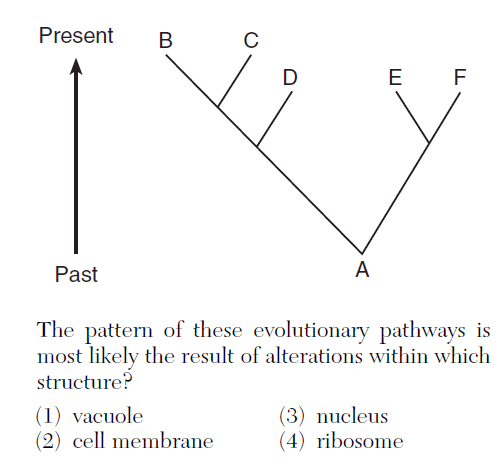 Present
B
C
D
E
F
Past
A
The pattern of these evolutionary pathways is
most likely the result of alterations within which
structure?
(1) vacuole
(3) nucleus
(2) cell membrane
(4) ribosome